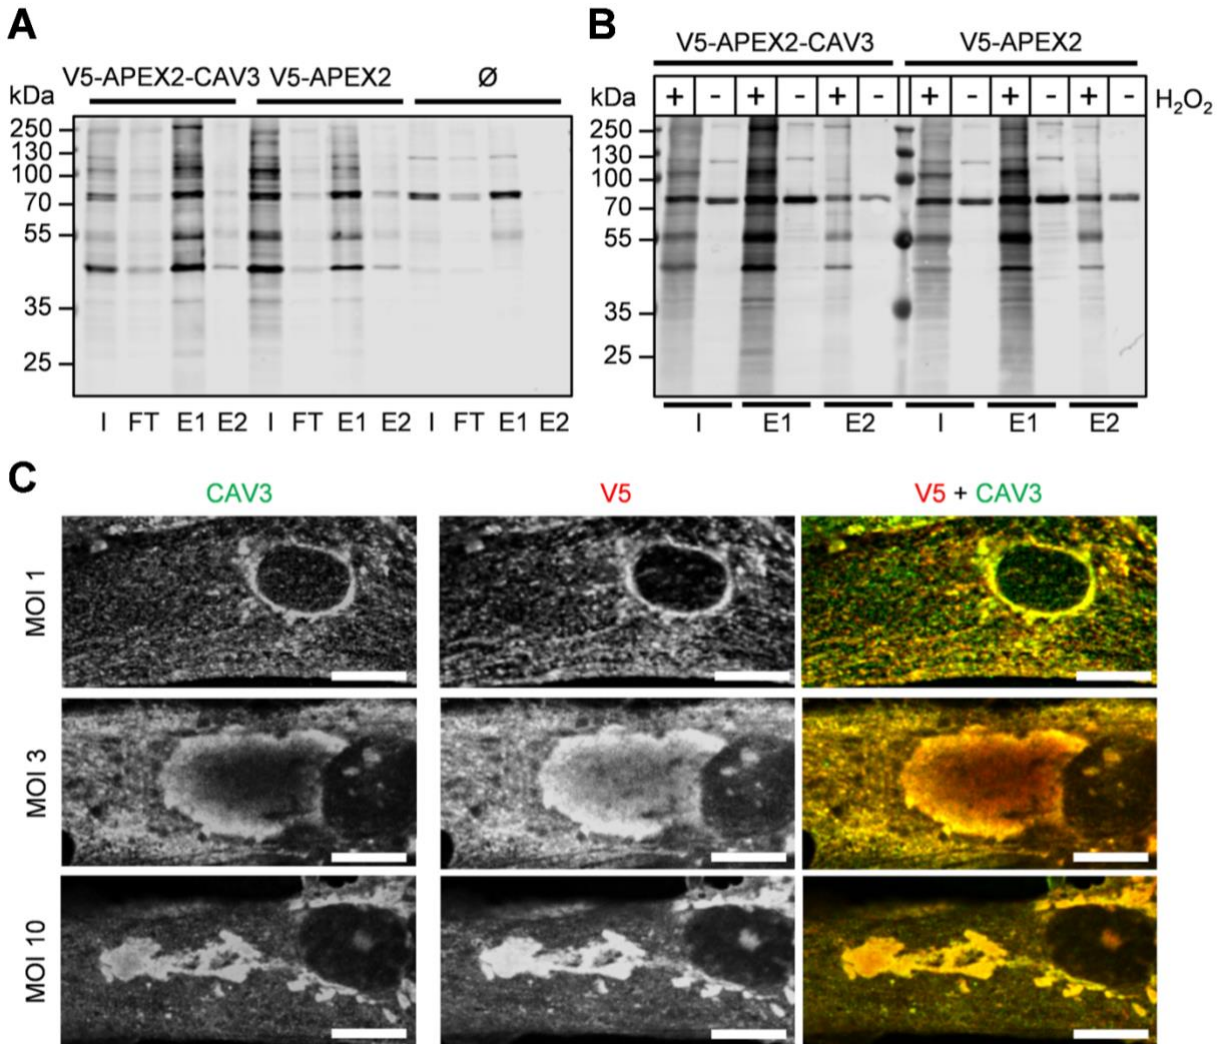 A
V5-APEX2-CAV3 V5-APEX2 Ø
kDa
250
130
100
70
55
35
25
I FT E1 E2 I FT E1 E2 I FT E1 E2
B
V5-APEX2-CAV3 V5-APEX2
kDa + - + - + - + - + - + - H₂O₂
250
130
100
70
55
35
25
I E1 E2 I E1 E2
C
CAV3 V5 V5 + CAV3
MOI 1
MOI 3
MOI 10